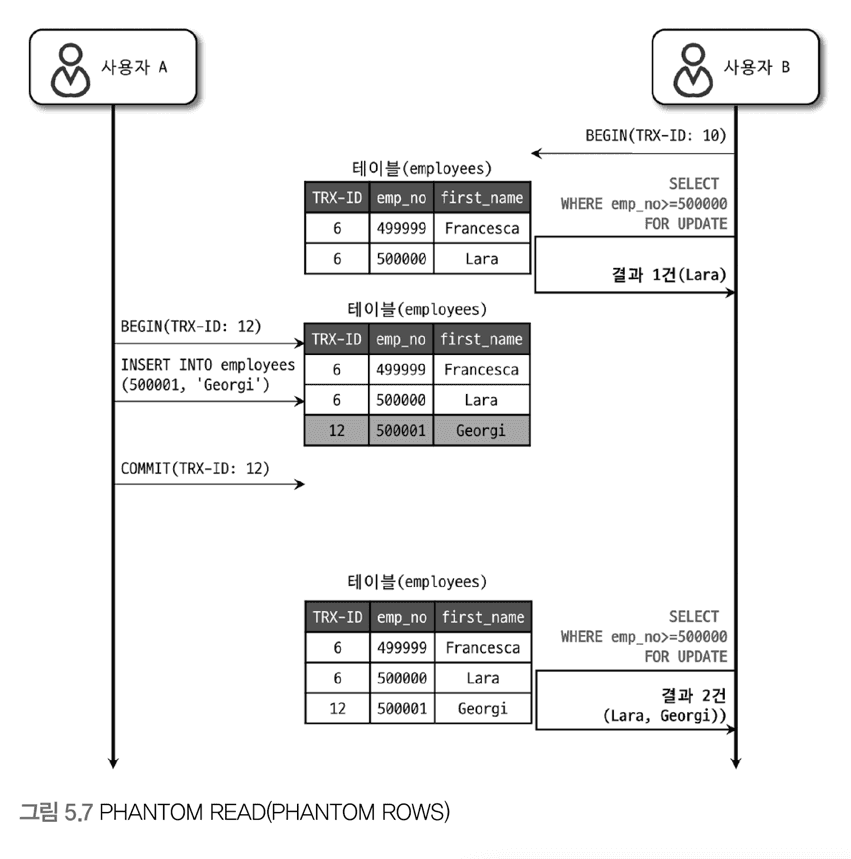 사용자 A
사용자 B
BEGIN(TRX-ID: 10)
테이블(employees)
TRX-ID emp_no first_name
6 499999 Francesca
6 500000 Lara
SELECT
WHERE emp_no>=500000
FOR UPDATE
결과 1건(Lara)
테이블(employees)
BEGIN(TRX-ID: 12)
INSERT INTO employees
(500001, 'Georgi')
TRX-ID emp_no first_name
6 499999 Francesca
6 500000 Lara
12 500001 Georgi
COMMIT(TRX-ID: 12)
테이블(employees)
TRX-ID emp_no first_name
6 499999 Francesca
6 500000 Lara
12 500001 Georgi
SELECT
WHERE emp_no>=500000
FOR UPDATE
결과 2건
(Lara, Georgi))
그림 5.7 PHANTOM READ(PHANTOM ROWS)